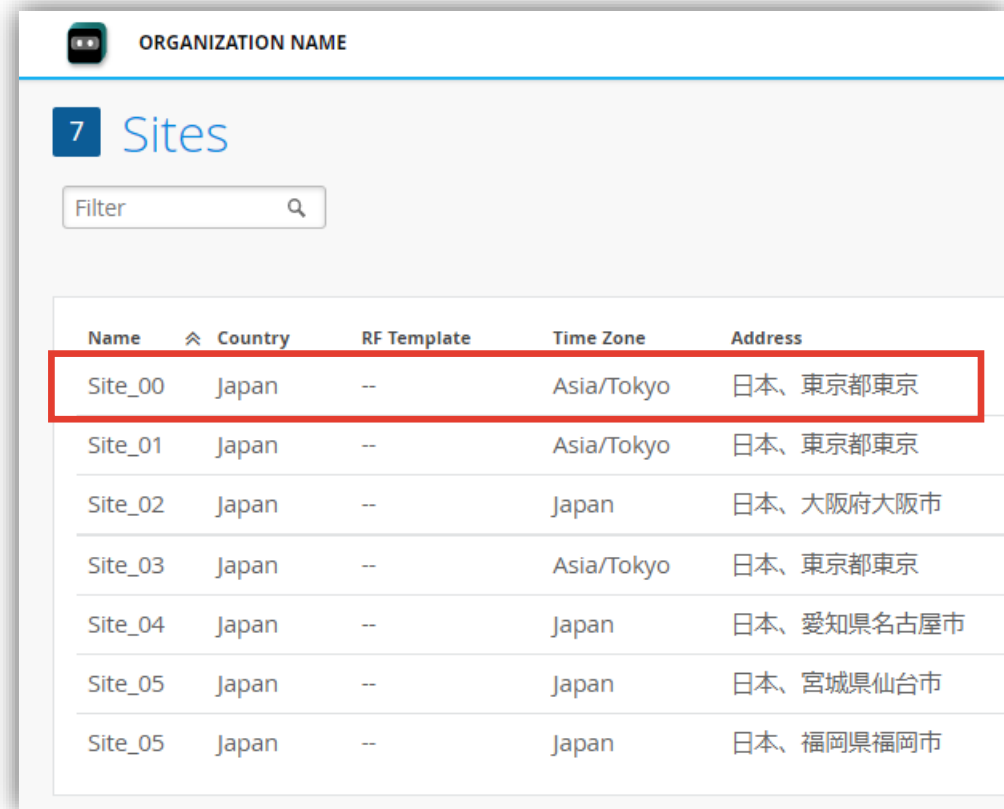 ORGANIZATION NAME
7 Sites
Filter
Name Country RF Template Time Zone Address
Site_00 Japan -- Asia/Tokyo 日本、東京都東京
Site_01 Japan -- Asia/Tokyo 日本、東京都東京
Site_02 Japan -- Japan 日本、大阪府大阪市
Site_03 Japan -- Asia/Tokyo 日本、東京都東京
Site_04 Japan -- Japan 日本、愛知県名古屋市
Site_05 Japan -- Japan 日本、宮城県仙台市
Site_05 Japan -- Japan 日本、福岡県福岡市